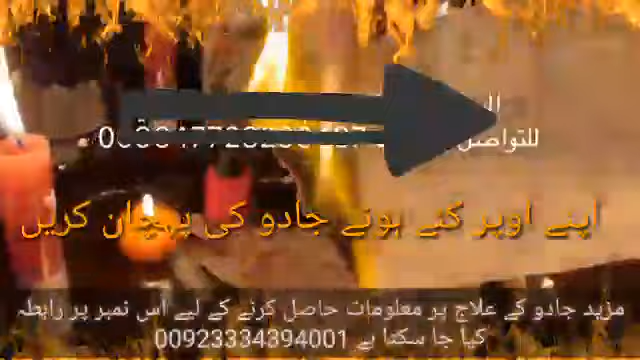 للتواصل
اپنے اوپر کئے ہوئے جادو کی پہچان کریں
مزید جادو کے علاج پر معلومات حاصل کرنے کے لیے اس نمبر پر رابطہ
کیا جا سکتا ہے 00923334394001